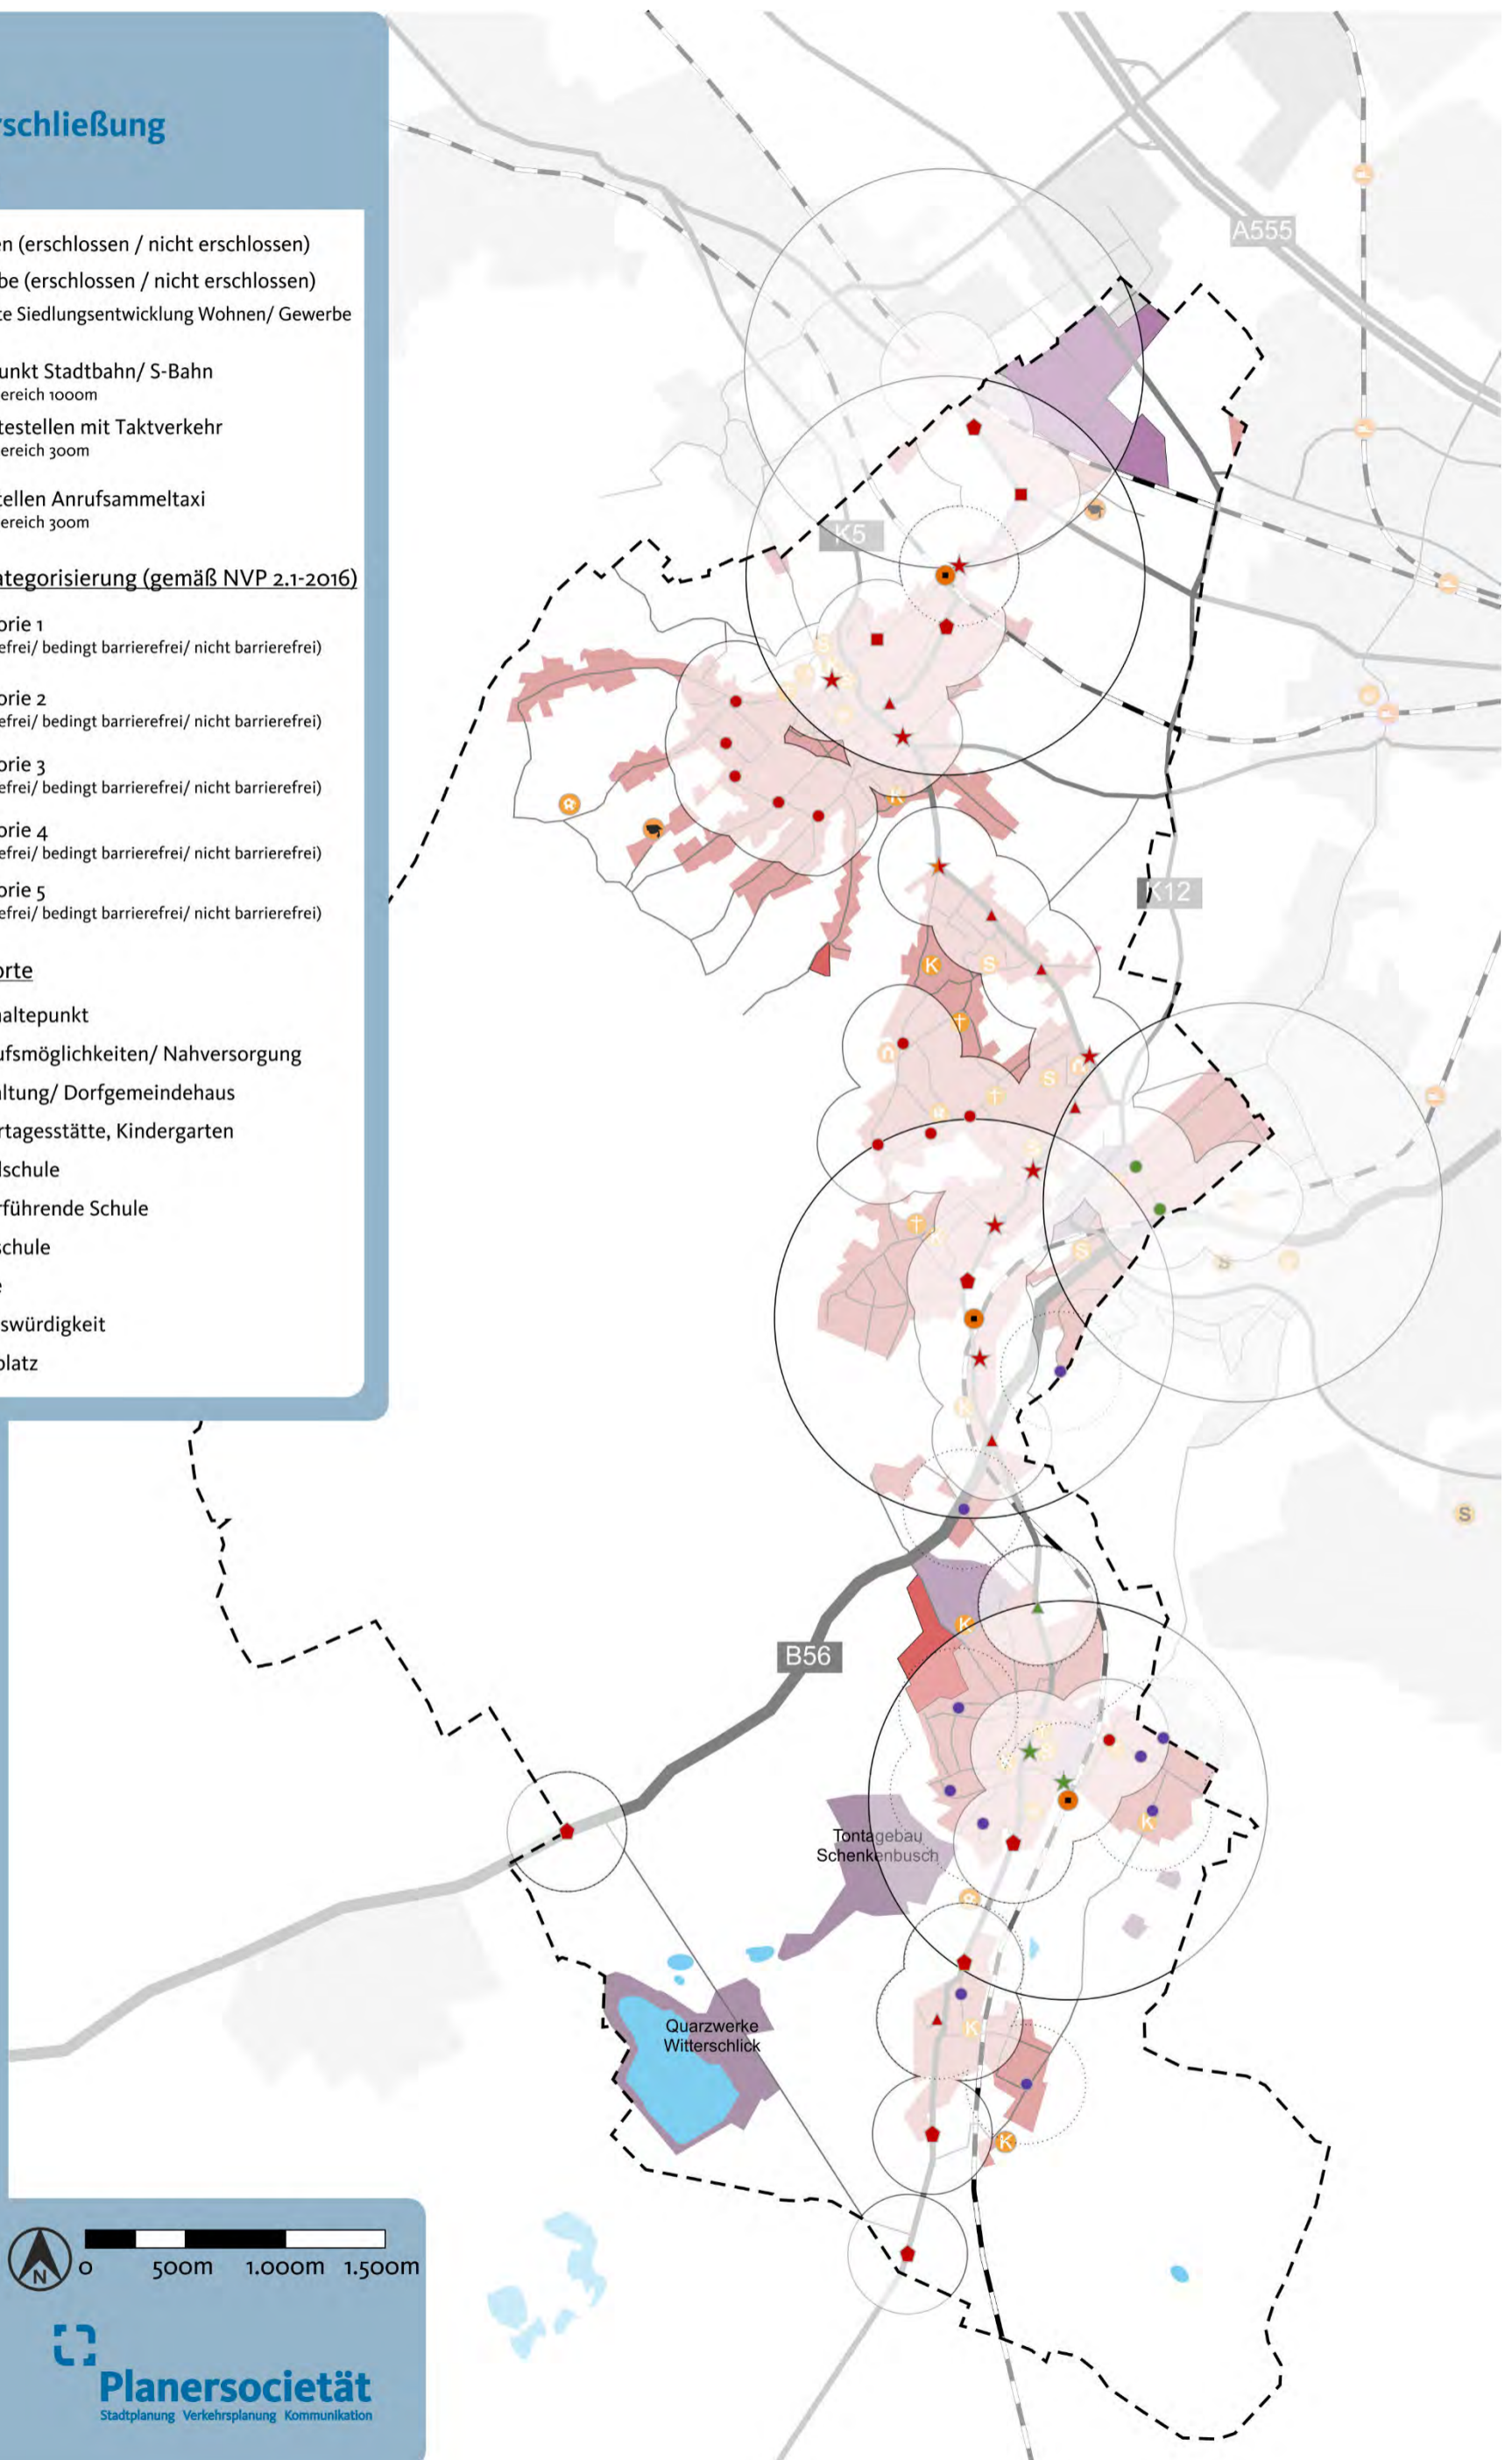 rschließung
en (erschlossen / nicht erschlossen)
be (erschlossen / nicht erschlossen)
te Siedlungsentwicklung Wohnen/ Gewerbe
unkt Stadtbahn/ S-Bahn
ereich 1000m
testellen mit Taktverkehr
ereich 300m
tellen Anrufsammeltaxi
ereich 300m
ategorisierung (gemäß NVP 2.1-2016)
orie 1
efrei/ bedingt barrierefrei/ nicht barrierefrei)
orie 2
efrei/ bedingt barrierefrei/ nicht barrierefrei)
orie 3
efrei/ bedingt barrierefrei/ nicht barrierefrei)
orie 4
efrei/ bedingt barrierefrei/ nicht barrierefrei)
orie 5
efrei/ bedingt barrierefrei/ nicht barrierefrei)
orte
altepunkt
ufsmöglichkeiten/ Nahversorgung
altung/ Dorfgemeindehaus
rtagesstätte, Kindergarten
lschule
rführende Schule
schule
e
swürdigkeit
platz
A555
K5
K12
B56
Tontagebau
Schenkenbusch
Quarzwerke
Witterschlick
N
0 500m 1.000m 1.500m
Planersocietät
Stadtplanung Verkehrsplanung Kommunikation